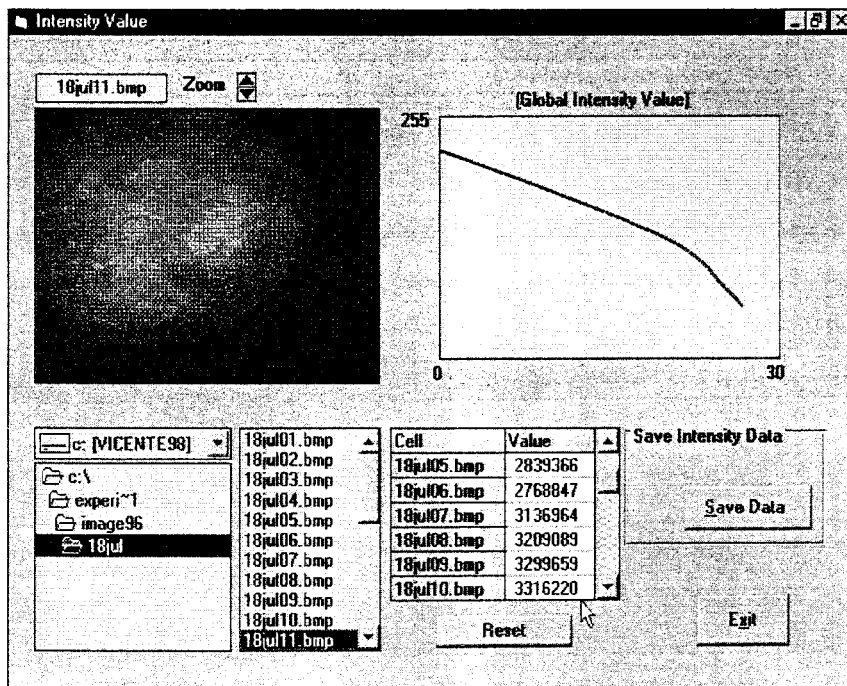 Intensity Value
18jul11.bmp
Zoom
[Global Intensity Value]
255
0
30
c: [VICENTE98]
c:\
experi~1
image96
18jul
18jul01.bmp
18jul02.bmp
18jul03.bmp
18jul04.bmp
18jul05.bmp
18jul06.bmp
18jul07.bmp
18jul08.bmp
18jul09.bmp
18jul10.bmp
18jul11.bmp
Cell Value
18jul05.bmp 2839366
18jul06.bmp 2768847
18jul07.bmp 3136964
18jul08.bmp 3209089
18jul09.bmp 3299659
18jul10.bmp 3316220
Reset
Save Intensity Data
Save Data
Exit